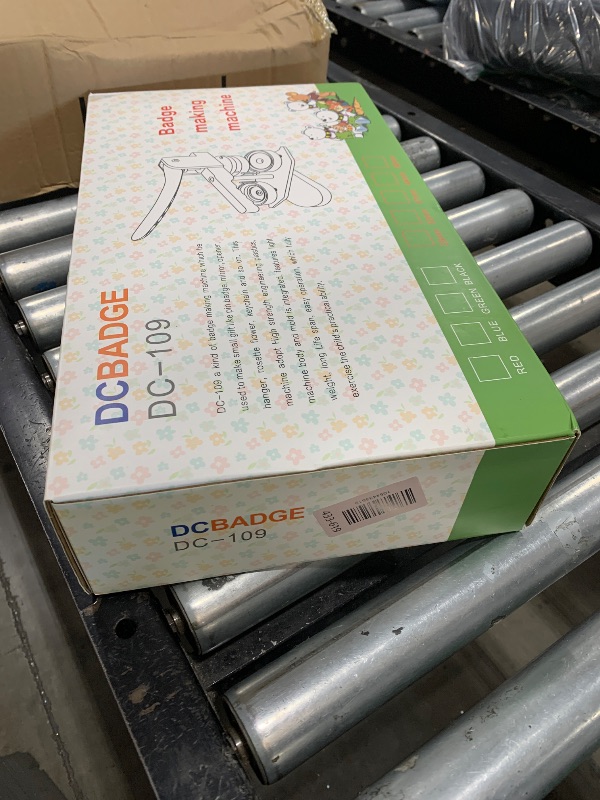 DCBADGE
DC-109
Badge
making
machine
DC-109 a kind of badge making machine which be
used to make small gift like pin badge, mirror, opener,
hanger, rosette flower, keychain and so on. This
machine adopt High strength engineering plastics,
machine body and mold is integrated, features light
weight, long life span, easy operation, which fully
exercise the child's practical ability.
RED
BLUE
GREEN
BLACK
DCBADGE
DC-109